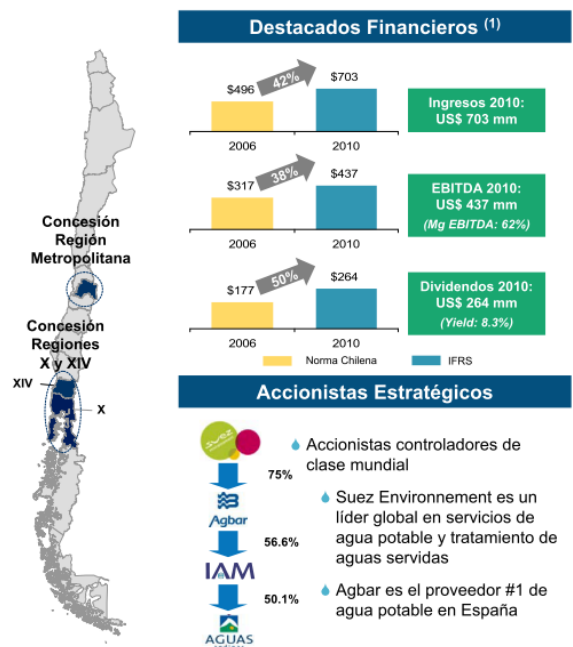 Destacados Financieros (1)
$496
42%
$703
2006
2010
Ingresos 2010:
US$ 703 mm
$317
38%
$437
2006
2010
EBITDA 2010:
US$ 437 mm
(Mg EBITDA: 62%)
$177
50%
$264
2006
2010
Dividendos 2010:
US$ 264 mm
(Yield: 8.3%)
Norma Chilena
IFRS
Concesión
Región
Metropolitana
Concesión
Regiones
X y XIV
XIV
X
Accionistas Estratégicos
suez
75%
Agbar
56.6%
IAM
50.1%
AGUAS
Accionistas controladores de
clase mundial
Suez Environnement es un
líder global en servicios de
agua potable y tratamiento de
aguas servidas
Agbar es el proveedor #1 de
agua potable en España